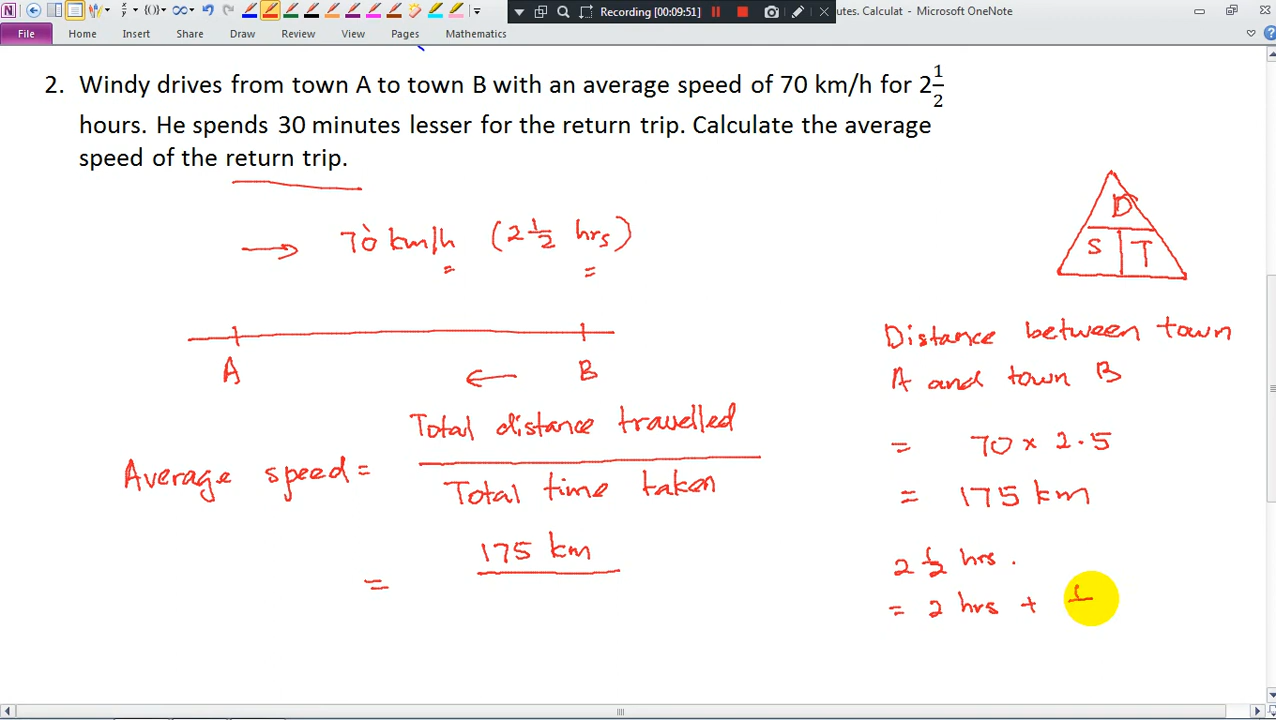 Recording [00:09:51]
utes. Calculat - Microsoft OneNote
File Home Insert Share Draw Review View Pages Mathematics
2. Windy drives from town A to town B with an average speed of 70 km/h for 2 1/2
hours. He spends 30 minutes lesser for the return trip. Calculate the average
speed of the return trip.
→ 70 km/h (2 1/2 hrs)
A B
←
D
S T
Average speed = Total distance travelled / Total time taken
= 175 km
Distance between town
A and town B
= 70 × 2.5
= 175 km
2 1/2 hrs.
= 2 hrs + 1